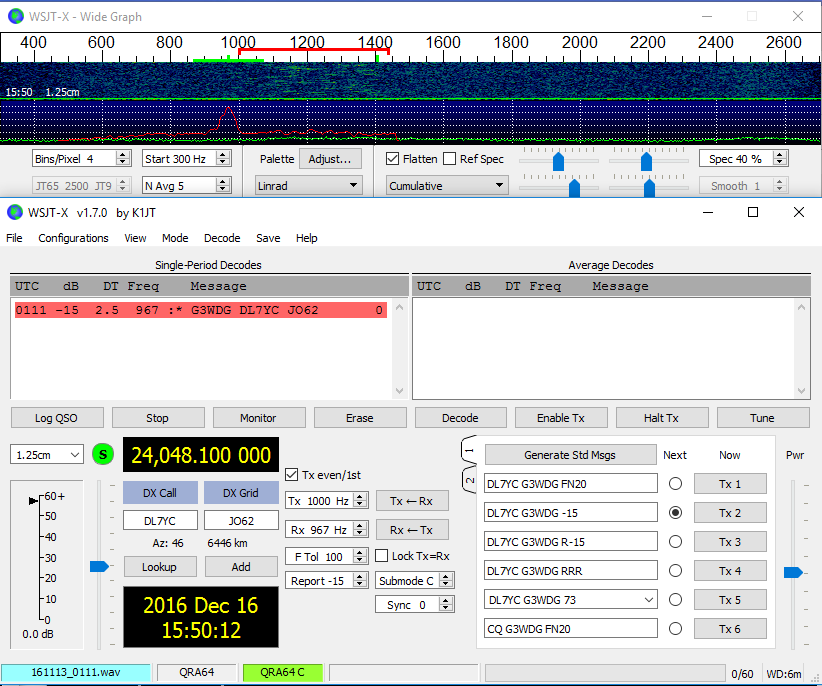 WSJT-X - Wide Graph
400 600 800 1000 1200 1400 1600 1800 2000 2200 2400 2600
15:50 1.25cm
Bins/Pixel 4 Start 300 Hz Palette Adjust... Flatten Ref Spec Spec 40 %
JT65 2500 JT9 N Avg 5 Linrad Cumulative Smooth 1
WSJT-X v1.7.0 by K1JT
File Configurations View Mode Decode Save Help
Single-Period Decodes Average Decodes
UTC dB DT Freq Message UTC dB DT Freq Message
0111 -15 2.5 967 :* G3WDG DL7YC JO62 0
Log QSO Stop Monitor Erase Decode Enable Tx Halt Tx Tune
1.25cm S 24,048.100 000 Tx even/1st 1 Generate Std Msgs Next Now Pwr
2
DX Call DX Grid Tx 1000 Hz Tx ← Rx DL7YC G3WDG FN20 Tx 1
DL7YC JO62 Rx 967 Hz Rx ← Tx DL7YC G3WDG -15 Tx 2
Az: 46 6446 km F Tol 100 Lock Tx=Rx DL7YC G3WDG R-15 Tx 3
Lookup Add Report -15 Submode C DL7YC G3WDG RRR Tx 4
Sync 0 DL7YC G3WDG 73 Tx 5
CQ G3WDG FN20 Tx 6
60+
50
40
30
20
10
0
0.0 dB
2016 Dec 16
15:50:12
161113_0111.wav QRA64 QRA64 C 0/60 WD:6m